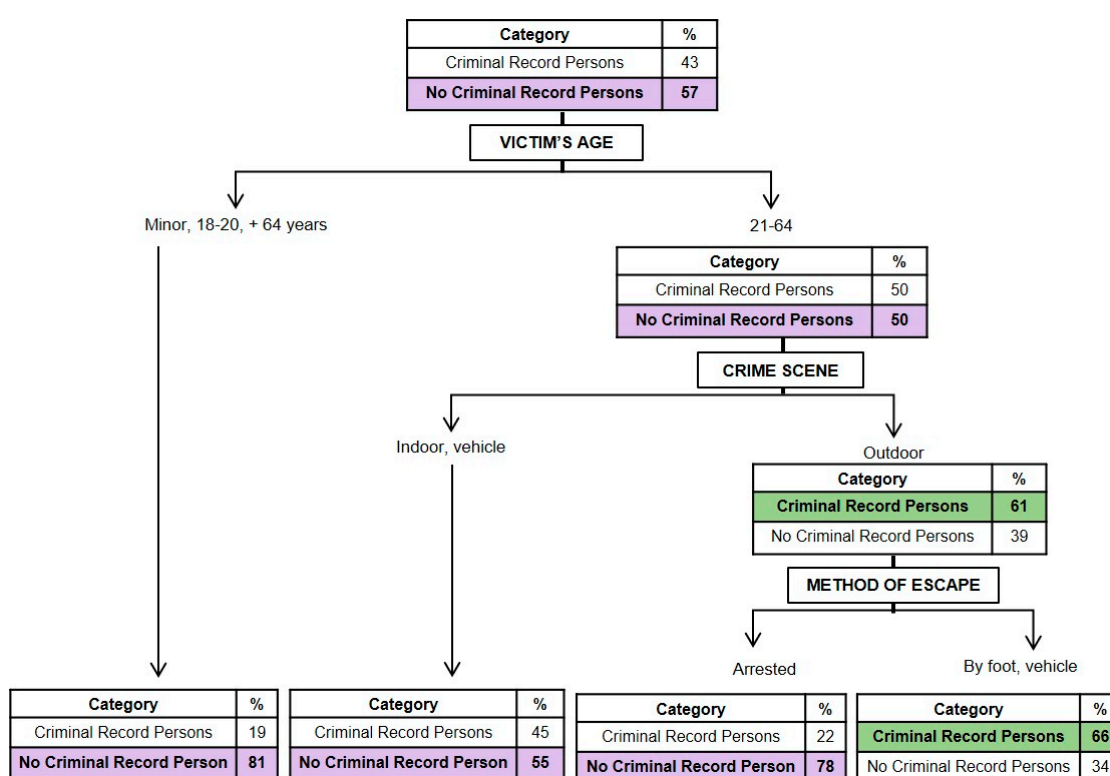 Category %
Criminal Record Persons 43
No Criminal Record Persons 57
VICTIM’S AGE
Minor, 18-20, + 64 years
21-64
Category %
Criminal Record Persons 50
No Criminal Record Persons 50
CRIME SCENE
Indoor, vehicle
Outdoor
Category %
Criminal Record Persons 61
No Criminal Record Persons 39
METHOD OF ESCAPE
Arrested
By foot, vehicle
Category %
Criminal Record Persons 19
No Criminal Record Person 81
Category %
Criminal Record Persons 45
No Criminal Record Person 55
Category %
Criminal Record Persons 22
No Criminal Record Person 78
Category %
Criminal Record Persons 66
No Criminal Record Persons 34